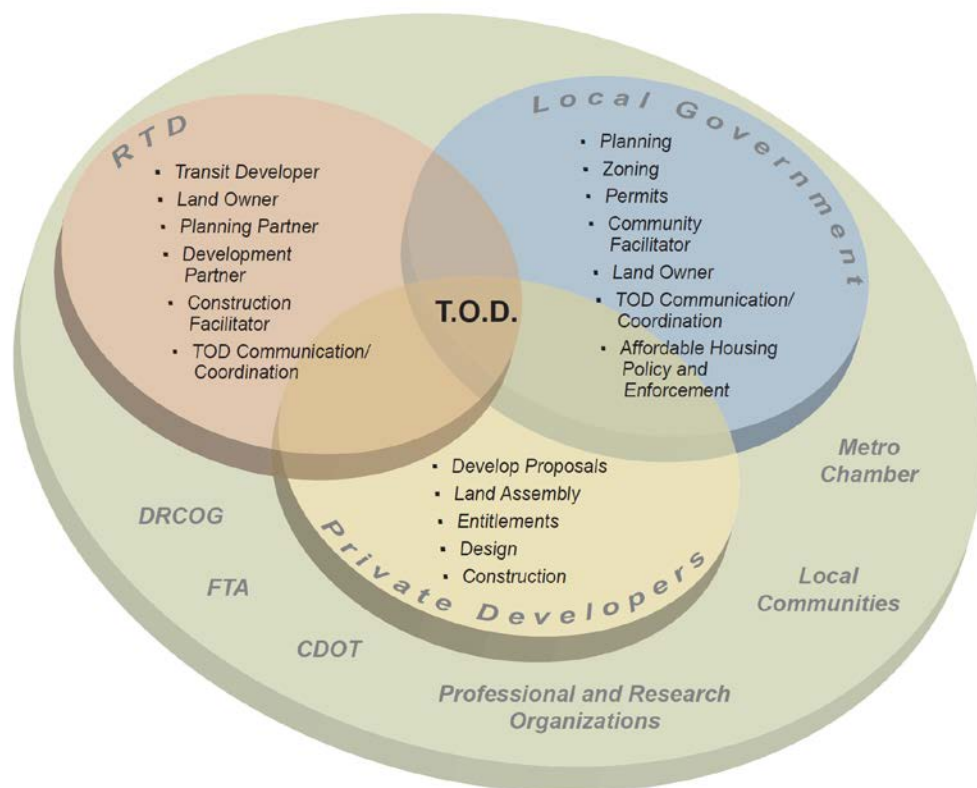 RTD
▪ Transit Developer
▪ Land Owner
▪ Planning Partner
▪ Development
Partner
▪ Construction
Facilitator
▪ TOD Communication/
Coordination
Local Government
▪ Planning
▪ Zoning
▪ Permits
▪ Community
Facilitator
▪ Land Owner
▪ TOD Communication/
Coordination
▪ Affordable Housing
Policy and
Enforcement
T.O.D.
▪ Develop Proposals
▪ Land Assembly
▪ Entitlements
▪ Design
▪ Construction
Private Developers
DRCOG
FTA
CDOT
Professional and Research
Organizations
Local
Communities
Metro
Chamber